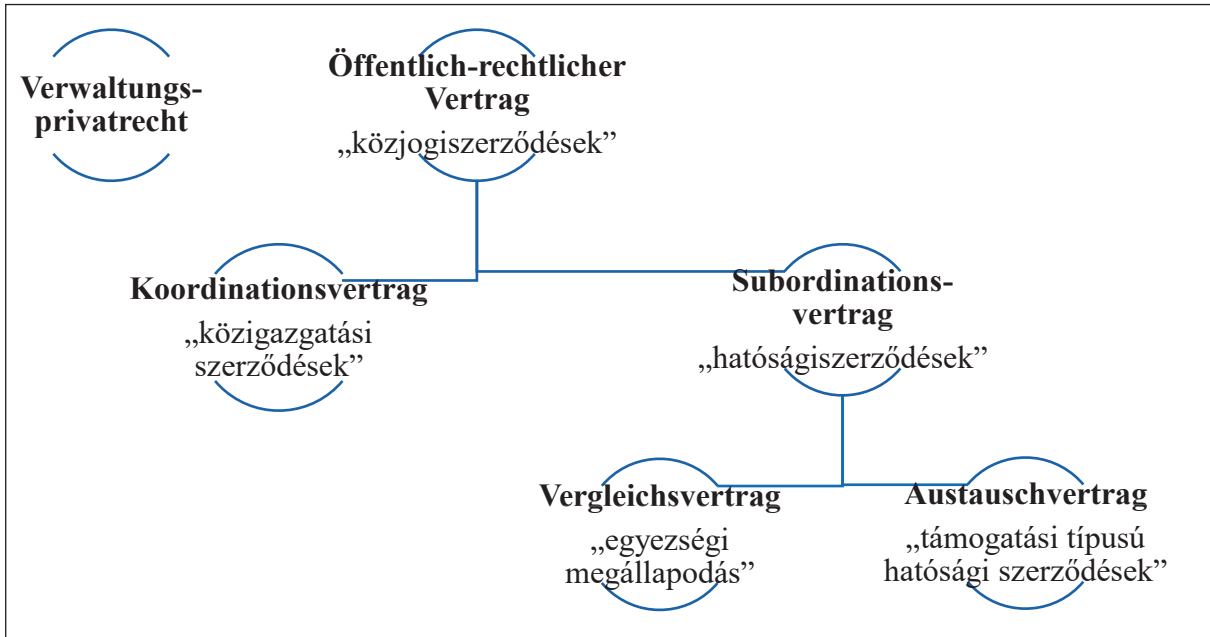 Verwaltungs-
privatrecht
Öffentlich-rechtlicher
Vertrag
„közjogiszerződések”
Koordinationsvertrag
„közigazgatási
szerződések”
Subordinations-
vertrag
„hatóságiszerződések”
Vergleichsvertrag
„egyezségi
megállapodás”
Austauschvertrag
„támogatási típusú
hatósági szerződések”